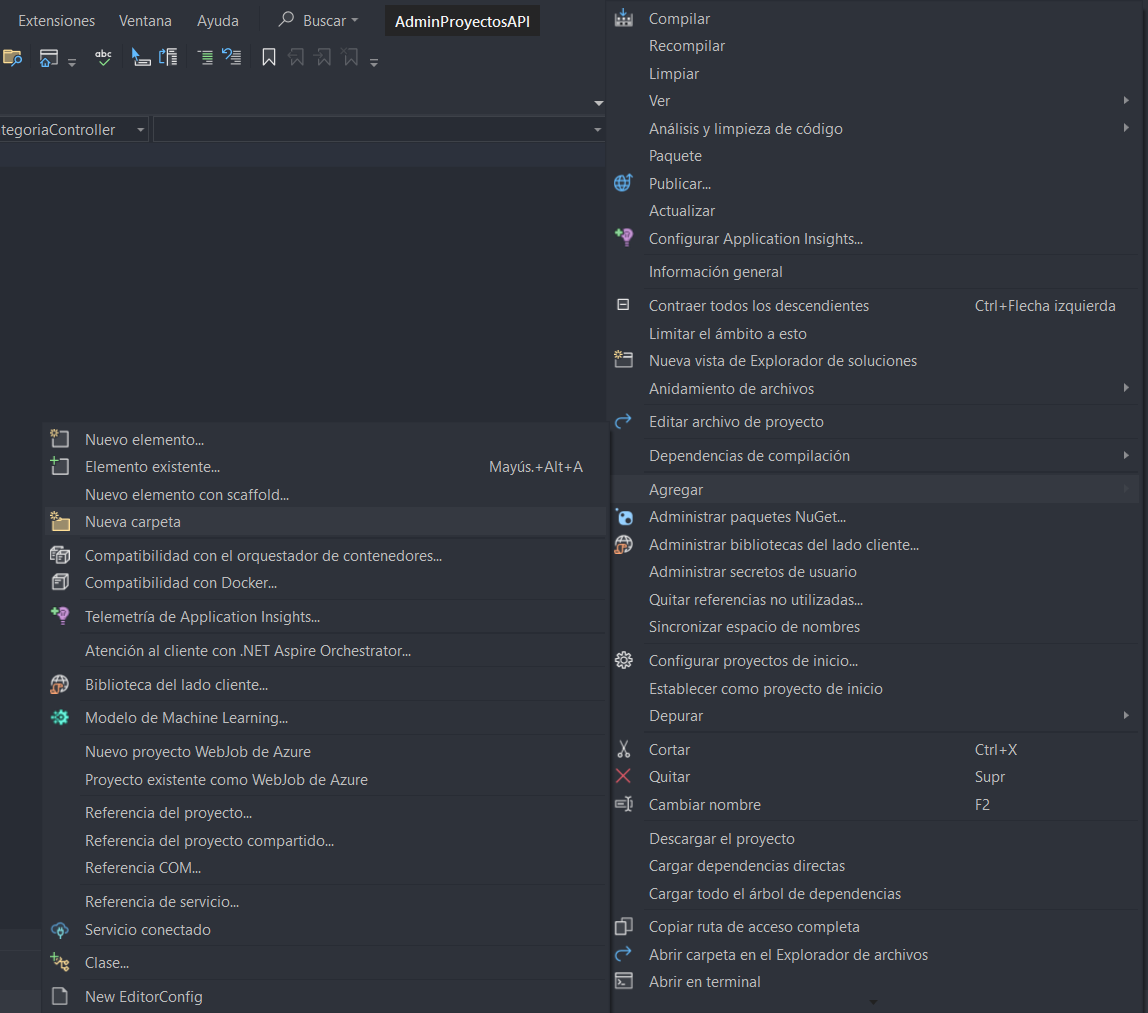 Extensiones Ventana Ayuda Buscar AdminProyectosAPI
abc
tegoriaController
Compilar
Recompilar
Limpiar
Ver
Análisis y limpieza de código
Paquete
Publicar...
Actualizar
Configurar Application Insights...
Información general
Contraer todos los descendientes Ctrl+Flecha izquierda
Limitar el ámbito a esto
Nueva vista de Explorador de soluciones
Anidamiento de archivos
Editar archivo de proyecto
Dependencias de compilación
Agregar
Administrar paquetes NuGet...
Administrar bibliotecas del lado cliente...
Administrar secretos de usuario
Quitar referencias no utilizadas...
Sincronizar espacio de nombres
Configurar proyectos de inicio...
Establecer como proyecto de inicio
Depurar
Cortar Ctrl+X
Quitar Supr
Cambiar nombre F2
Descargar el proyecto
Cargar dependencias directas
Cargar todo el árbol de dependencias
Copiar ruta de acceso completa
Abrir carpeta en el Explorador de archivos
Abrir en terminal
Nuevo elemento...
Elemento existente... Mayús.+Alt+A
Nuevo elemento con scaffold...
Nueva carpeta
Compatibilidad con el orquestador de contenedores...
Compatibilidad con Docker...
Telemetría de Application Insights...
Atención al cliente con .NET Aspire Orchestrator...
Biblioteca del lado cliente...
Modelo de Machine Learning...
Nuevo proyecto WebJob de Azure
Proyecto existente como WebJob de Azure
Referencia del proyecto...
Referencia del proyecto compartido...
Referencia COM...
Referencia de servicio...
Servicio conectado
Clase...
New EditorConfig